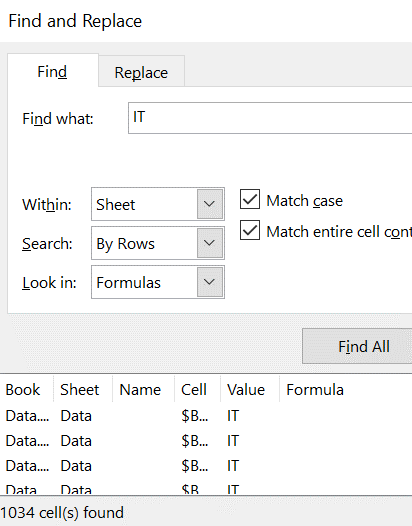 Find and Replace
Find Replace
Find what: IT
Within: Sheet Match case
Search: By Rows Match entire cell cont
Look in: Formulas
Find All
Book Sheet Name Cell Value Formula
Data.... Data $B... IT
Data.... Data $B... IT
Data.... Data $B... IT
Data.... Data $B... IT
1034 cell(s) found